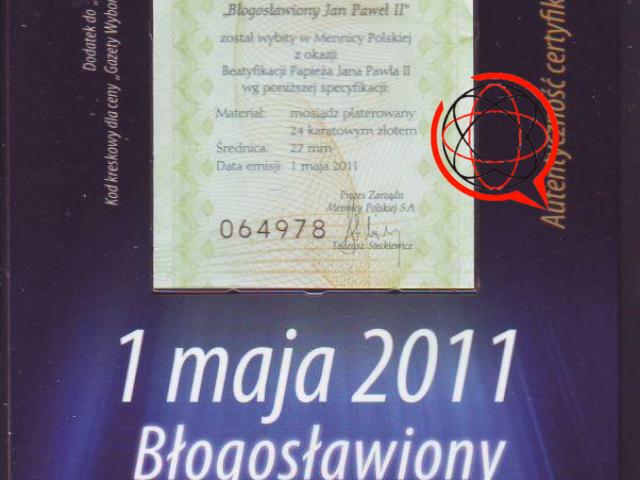 „Błogosławiony Jan Paweł II”
został wybity w Mennicy Polskiej
z okazji
Beatyfikacji Papieża Jana Pawła II
wg poniższej specyfikacji:
Materiał: mosiądz platerowany
24 karatowym złotem
Średnica: 27 mm
Data emisji: 1 maja 2011
Prezes Zarządu
Mennicy Polskiej S.A.
064978
Tadeusz Steckiewicz
Dodatek do „
Kod kreskowy dla ceny „Gazety Wybor
Autentyczność certyfik
1 maja 2011
Błogosławiony